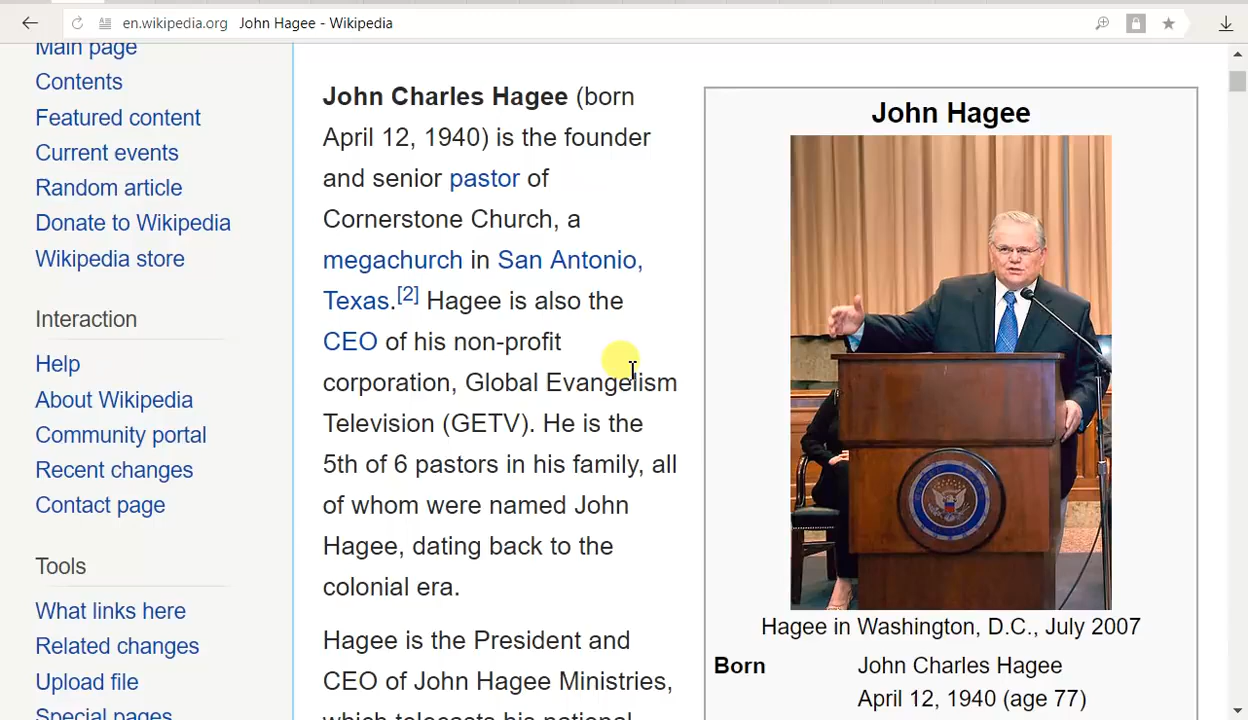 en.wikipedia.org John Hagee - Wikipedia
Main page
Contents
Featured content
Current events
Random article
Donate to Wikipedia
Wikipedia store
Interaction
Help
About Wikipedia
Community portal
Recent changes
Contact page
Tools
What links here
Related changes
Upload file
Special pages
John Charles Hagee (born
April 12, 1940) is the founder
and senior pastor of
Cornerstone Church, a
megachurch in San Antonio,
Texas.[2] Hagee is also the
CEO of his non-profit
corporation, Global Evangelism
Television (GETV). He is the
5th of 6 pastors in his family, all
of whom were named John
Hagee, dating back to the
colonial era.
Hagee is the President and
CEO of John Hagee Ministries,
which telecasts his national
John Hagee
Hagee in Washington, D.C., July 2007
Born John Charles Hagee
April 12, 1940 (age 77)